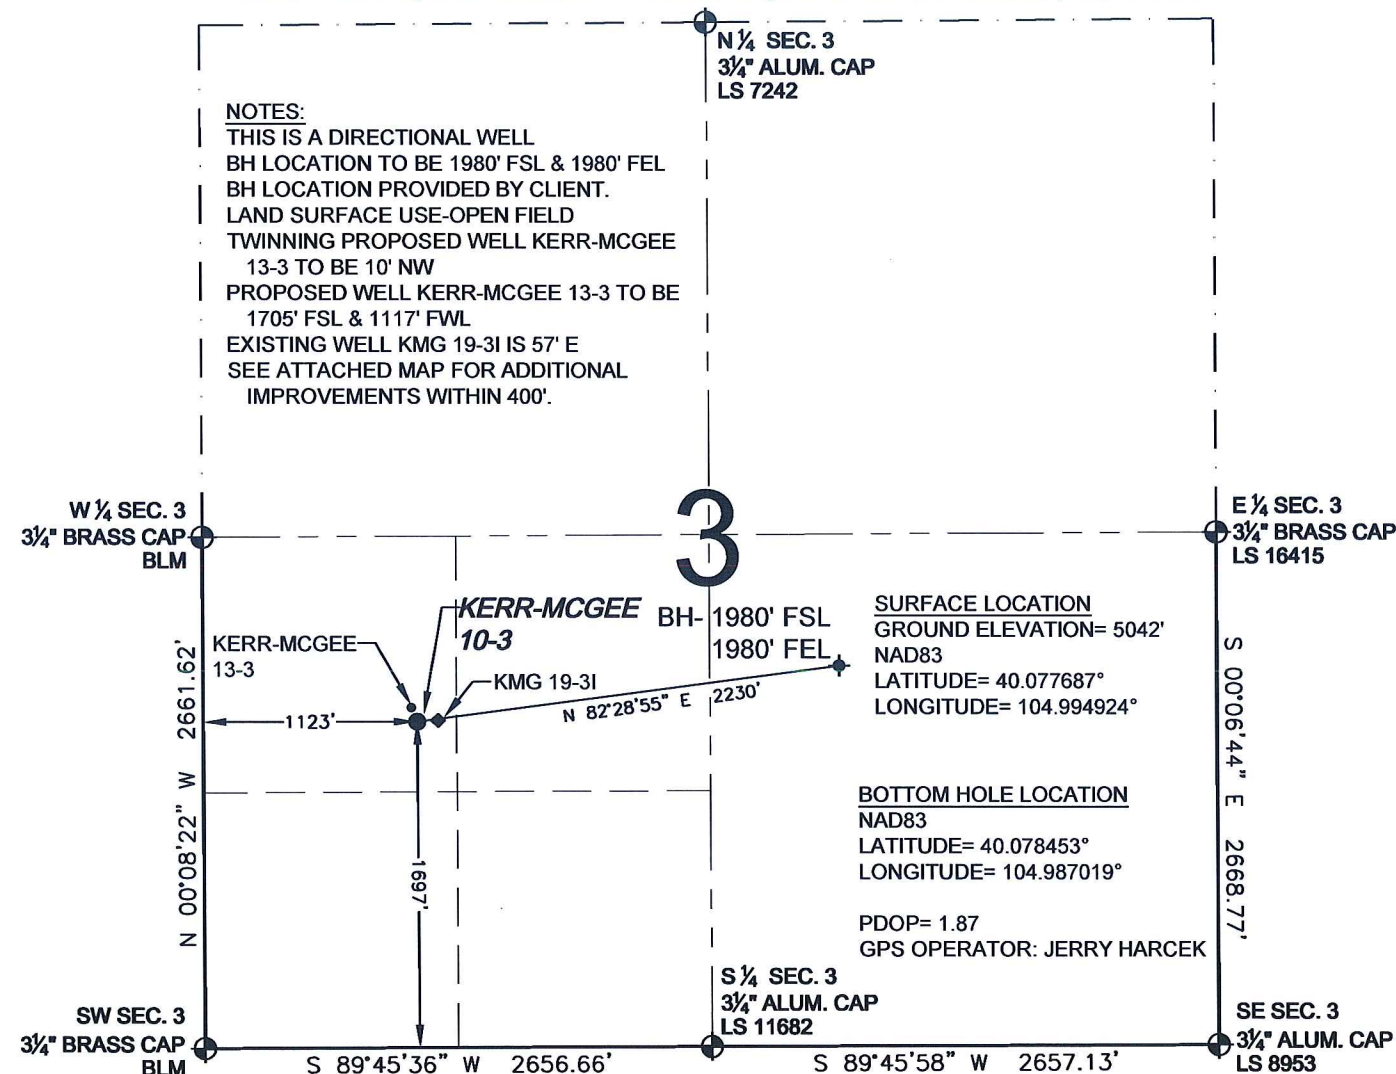 N ¼ SEC. 3
3¼" ALUM. CAP
LS 7242
NOTES:
THIS IS A DIRECTIONAL WELL
BH LOCATION TO BE 1980' FSL & 1980' FEL
BH LOCATION PROVIDED BY CLIENT.
LAND SURFACE USE-OPEN FIELD
TWINNING PROPOSED WELL KERR-MCGEE
13-3 TO BE 10' NW
PROPOSED WELL KERR-MCGEE 13-3 TO BE
1705' FSL & 1117' FWL
EXISTING WELL KMG 19-3I IS 57' E
SEE ATTACHED MAP FOR ADDITIONAL
IMPROVEMENTS WITHIN 400'.
W ¼ SEC. 3
3¼" BRASS CAP
BLM
3
E ¼ SEC. 3
3¼" BRASS CAP
LS 16415
KERR-MCGEE
10-3
BH- 1980' FSL
1980' FEL
KERR-MCGEE
13-3
KMG 19-3I
N 82°28'55" E 2230'
1123'
1697'
N 00°08'22" W 2661.62'
SURFACE LOCATION
GROUND ELEVATION= 5042'
NAD83
LATITUDE= 40.077687°
LONGITUDE= 104.994924°
BOTTOM HOLE LOCATION
NAD83
LATITUDE= 40.078453°
LONGITUDE= 104.987019°
PDOP= 1.87
GPS OPERATOR: JERRY HARCEK
S 00°06'44" E 2668.77'
SW SEC. 3
3¼" BRASS CAP
BLM
S ¼ SEC. 3
3¼" ALUM. CAP
LS 11682
SE SEC. 3
3¼" ALUM. CAP
LS 8953
S 89°45'36" W 2656.66'
S 89°45'58" W 2657.13'